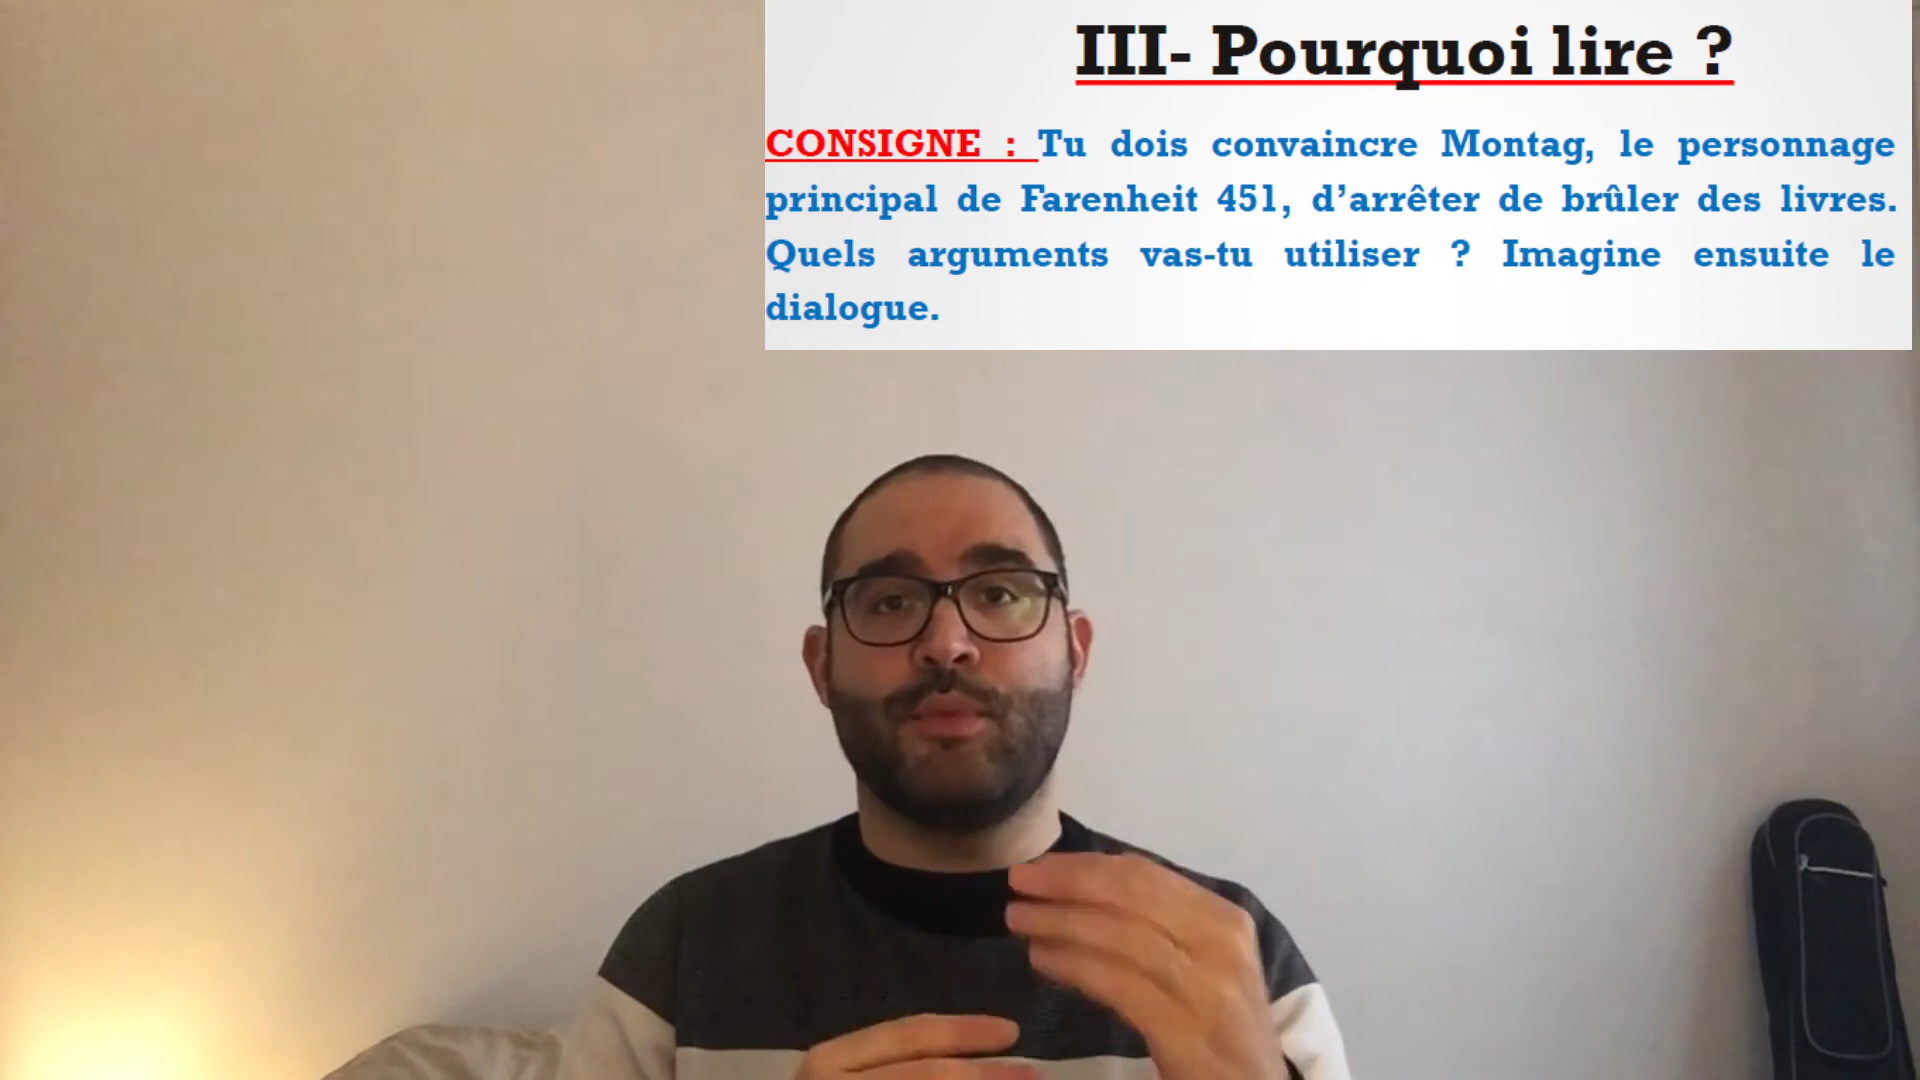 III- Pourquoi lire ?
CONSIGNE : Tu dois convaincre Montag, le personnage
principal de Farenheit 451, d’arrêter de brûler des livres.
Quels arguments vas-tu utiliser ? Imagine ensuite le
dialogue.